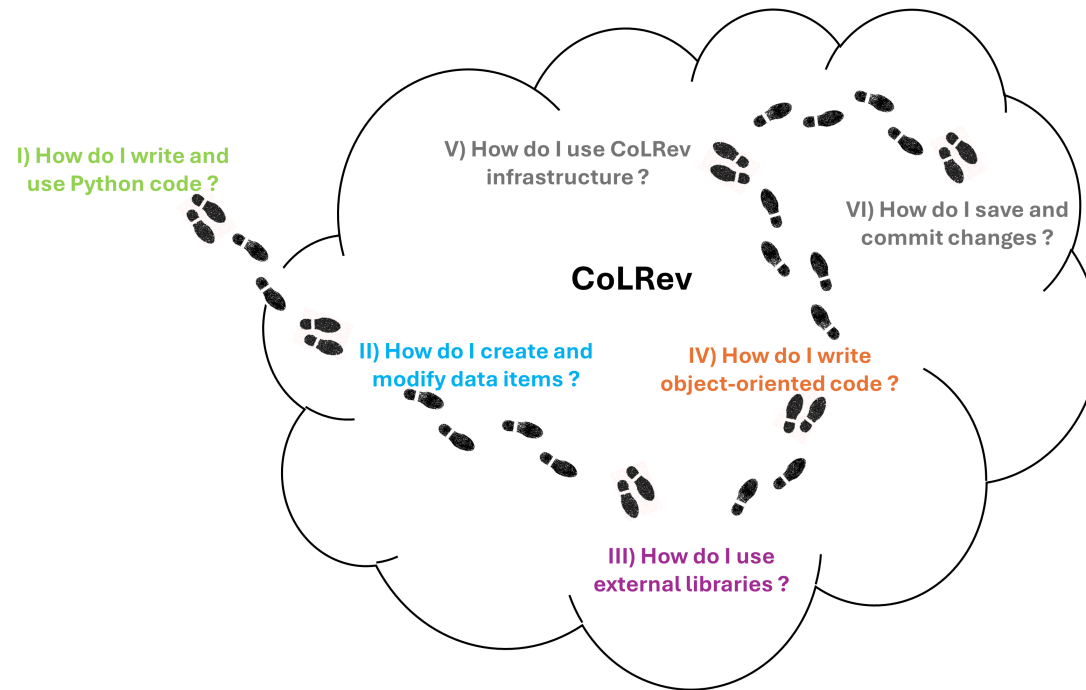 I) How do I write and
use Python code ?
II) How do I create and
modify data items ?
III) How do I use
external libraries ?
IV) How do I write
object-oriented code ?
V) How do I use CoLRev
infrastructure ?
VI) How do I save and
commit changes ?
CoLRev